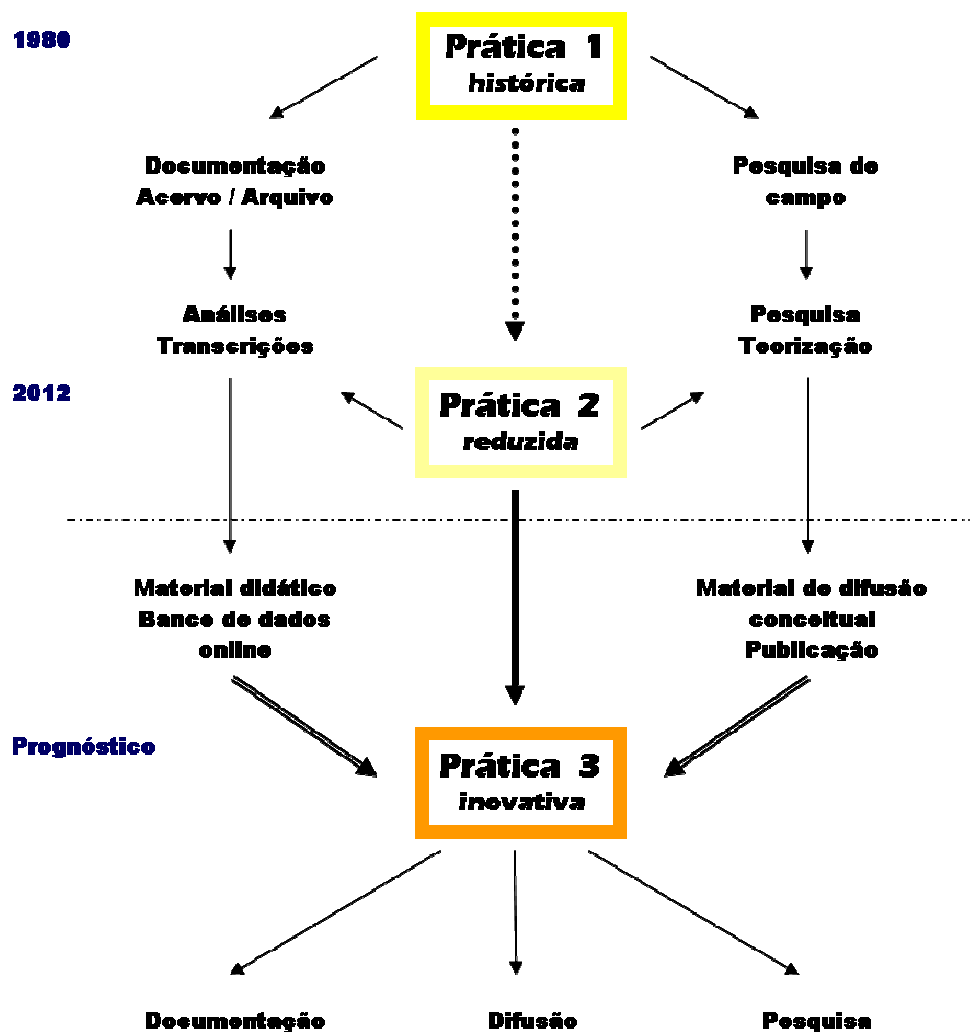 1980
Prática 1
histórica
Documentação
Acervo / Arquivo
Pesquisa de
campo
Análises
Transcrições
Pesquisa
Teorização
2012
Prática 2
reduzida
Material didático
Banco de dados
online
Material de difusão
conceitual
Publicação
Prognóstico
Prática 3
inovativa
Documentação
Difusão
Pesquisa